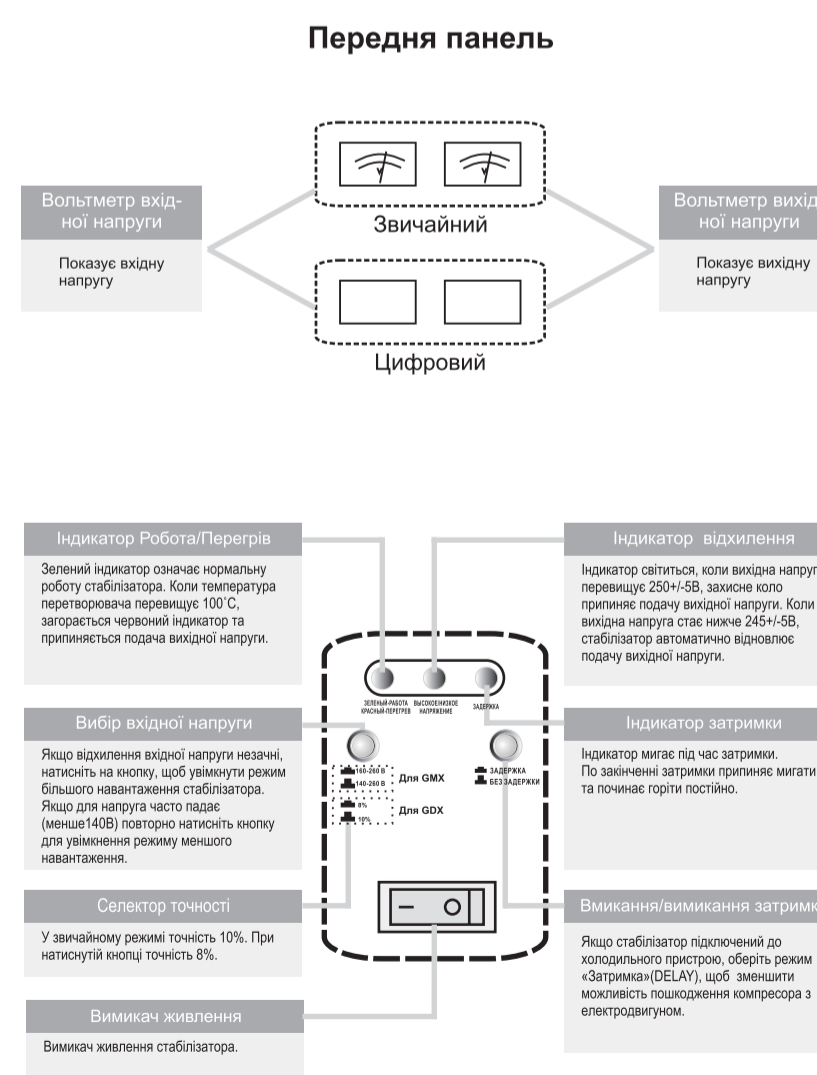 Передня панель
Вольтметр вхід-
ної напруги
Показує вхідну
напругу
Звичайний
Цифровий
Вольтметр вихід
ної напруги
Показує вихідну
напругу
Індикатор Робота/Перегрів
Зелений індикатор означає нормальну
роботу стабілізатора. Коли температура
перетворювача перевищує 100˚С,
загорається червоний індикатор та
припиняється подача вихідної напруги.
Індикатор відхилення
Індикатор світиться, коли вихідна напруг
перевищує 250+/-5В, захисне коло
припиняє подачу вихідної напруги. Коли
вихідна напруга стає нижче 245+/-5В,
стабілізатор автоматично відновлює
подачу вихідної напруги.
ЗЕЛЕНЫЙ-РАБОТА
КРАСНЫЙ-ПЕРЕГРЕВ
ВЫСОКОЕ/НИЗКОЕ
НАПРЯЖЕНИЕ
ЗАДЕРЖКА
Вибір вхідної напруги
Якщо відхилення вхідної напруги незачні,
натисніть на кнопку, щоб увімкнути режим
більшого навантаження стабілізатора.
Якщо для напруга часто падає
(менше140В) повторно натисніть кнопку
для увімкнення режиму меншого
навантаження.
160-260 В
140-260 В
Для GMX
8%
10%
Для GDX
ЗАДЕРЖКА
БЕЗ ЗАДЕРЖКИ
Індикатор затримки
Індикатор мигає під час затримки.
По закінченні затримки припиняє мигати
та починає горіти постійно.
Селектор точності
У звичайному режимі точність 10%. При
натиснутій кнопці точність 8%.
Вмикання/вимикання затримк
Якщо стабілізатор підключений до
холодильного пристрою, оберіть режим
«Затримка»(DELAY), щоб зменшити
можливість пошкодження компресора з
електродвигуном.
Вимикач живлення
Вимикач живлення стабілізатора.